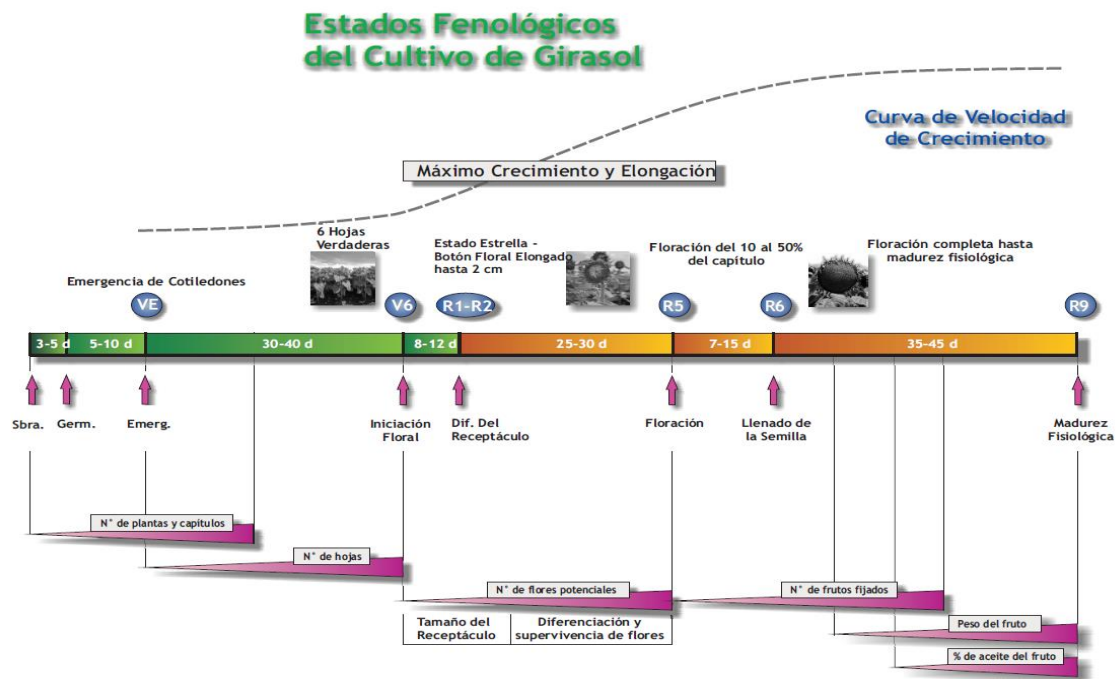 Estados Fenológicos
del Cultivo de Girasol
Curva de Velocidad
de Crecimiento
Máximo Crecimiento y Elongación
6 Hojas
Verdaderas
Estado Estrella -
Botón Floral Elongado
hasta 2 cm
Floración del 10 al 50%
del capítulo
Floración completa hasta
madurez fisiológica
Emergencia de Cotiledones
VE
V6
R1-R2
R5
R6
R9
3-5 d
5-10 d
30-40 d
8-12 d
25-30 d
7-15 d
35-45 d
Sbra.
Germ.
Emerg.
Iniciación
Floral
Dif. Del
Receptáculo
Floración
Llenado de
la Semilla
Madurez
Fisiológica
N° de plantas y capitulos
N° de hojas
N° de flores potenciales
N° de frutos fijados
Tamaño del
Receptáculo
Diferenciación y
supervivencia de flores
Peso del fruto
% de aceite del fruto